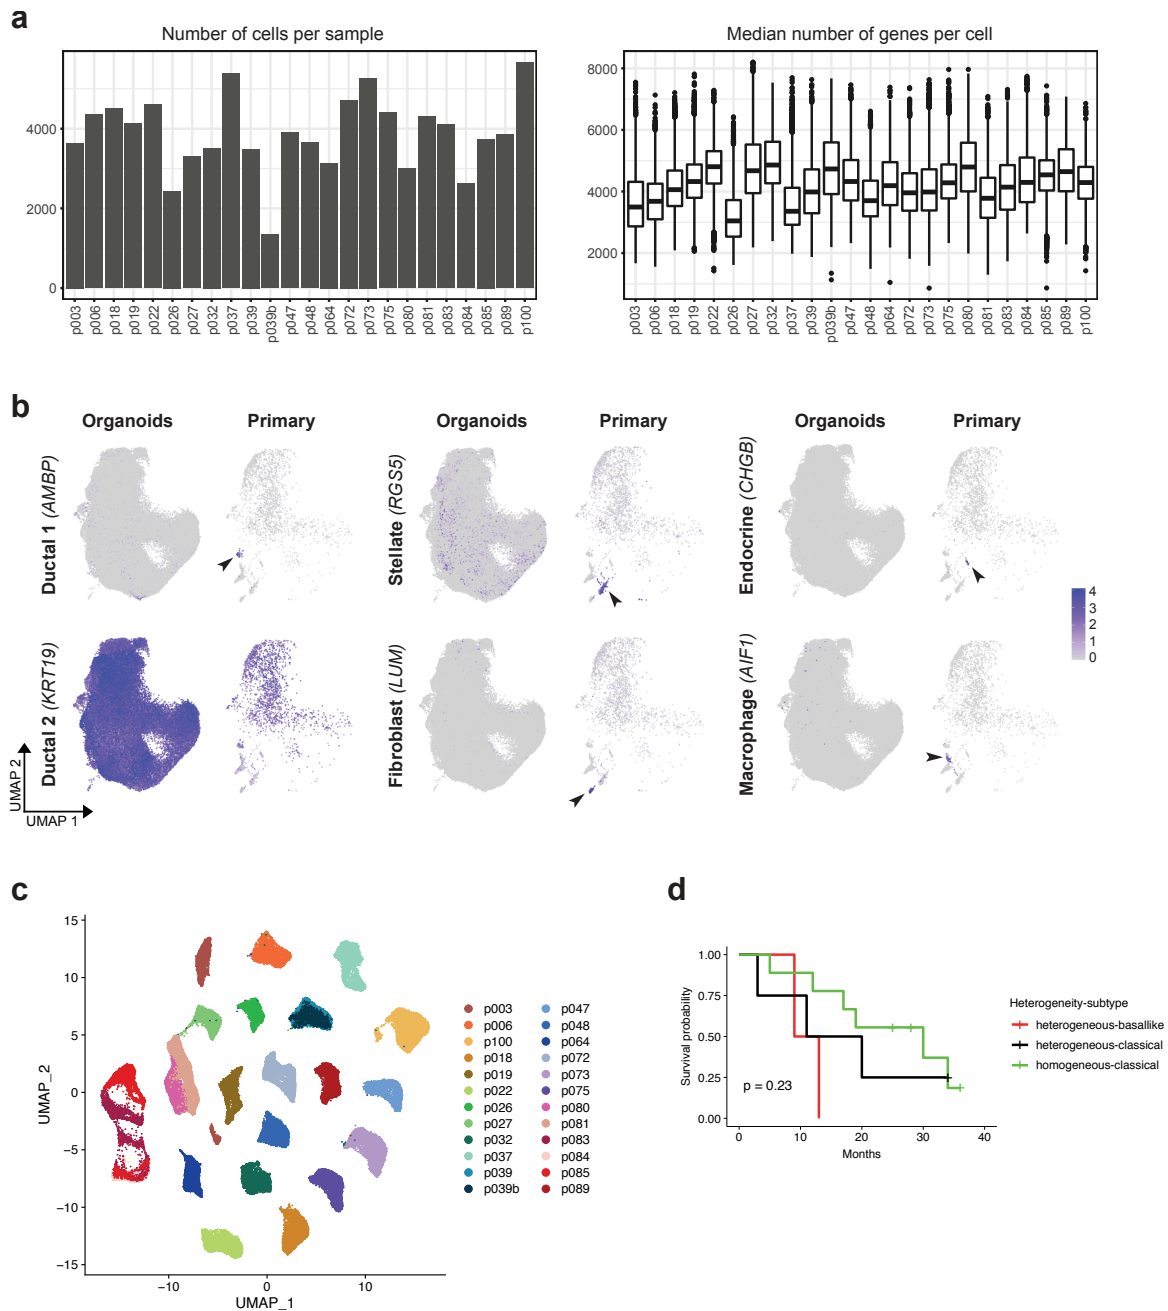 a
Number of cells per sample
4000
2000
0
p003
p006
p018
p019
p022
p026
p027
p032
p037
p039
p039b
p047
p048
p064
p072
p073
p075
p080
p081
p083
p084
p085
p089
p100
Median number of genes per cell
8000
6000
4000
2000
p003
p006
p018
p019
p022
p026
p027
p032
p037
p039
p039b
p047
p048
p064
p072
p073
p075
p080
p081
p083
p084
p085
p089
p100
b
Organoids
Primary
Organoids
Primary
Organoids
Primary
Ductal 1 (AMBP)
Stellate (RGS5)
Endocrine (CHGB)
Ductal 2 (KRT19)
Fibroblast (LUM)
Macrophage (AIF1)
4
3
2
1
0
UMAP 2
UMAP 1
c
15
10
5
0
−5
−10
−15
UMAP_2
−10
0
10
UMAP_1
p003
p006
p100
p018
p019
p022
p026
p027
p032
p037
p039
p039b
p047
p048
p064
p072
p073
p075
p080
p081
p083
p084
p085
p089
d
1.00
0.75
0.50
0.25
0.00
Survival probability
p = 0.23
0
10
20
30
40
Months
Heterogeneity-subtype
heterogeneous-basallike
heterogeneous-classical
homogeneous-classical